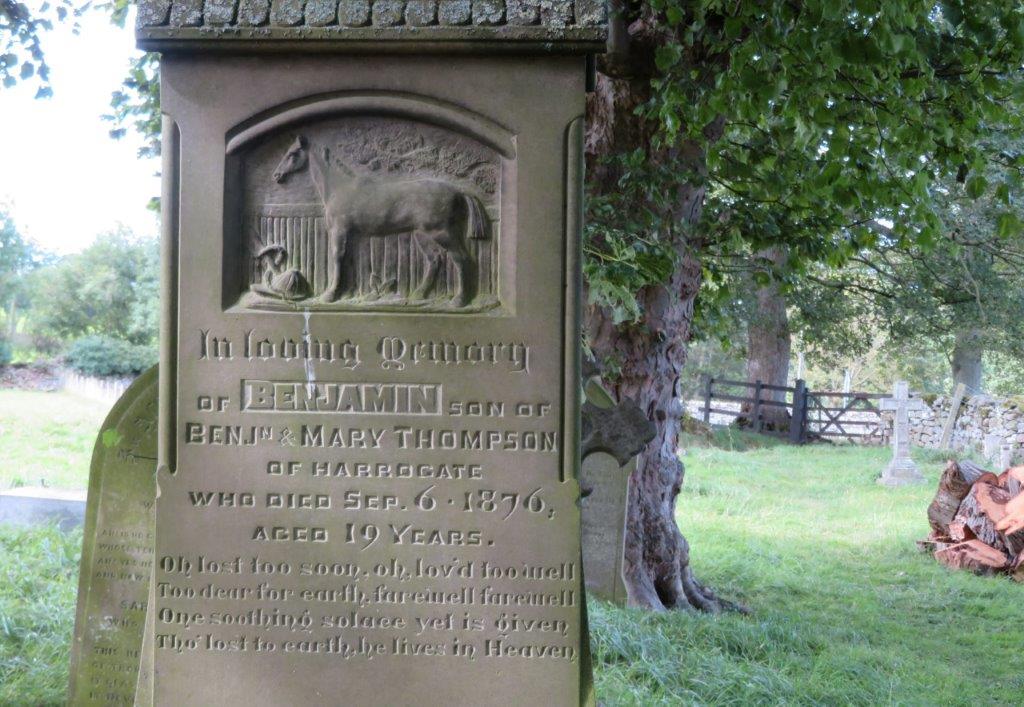 In loving Memory
OF BENJAMIN SON OF
BENJN & MARY THOMPSON
OF HARROGATE
WHO DIED SEP. 6 · 1876,
AGED 19 YEARS.
Oh lost too soon, oh, lov'd too well
Too dear for earth, farewell farewell
One soothing solace yet is given
Tho' lost to earth, he lives in Heaven